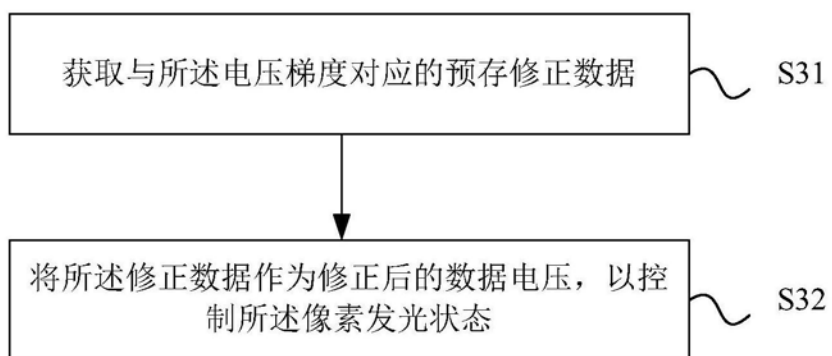 获取与所述电压梯度对应的预存修正数据
S31
将所述修正数据作为修正后的数据电压，以控
制所述像素发光状态
S32